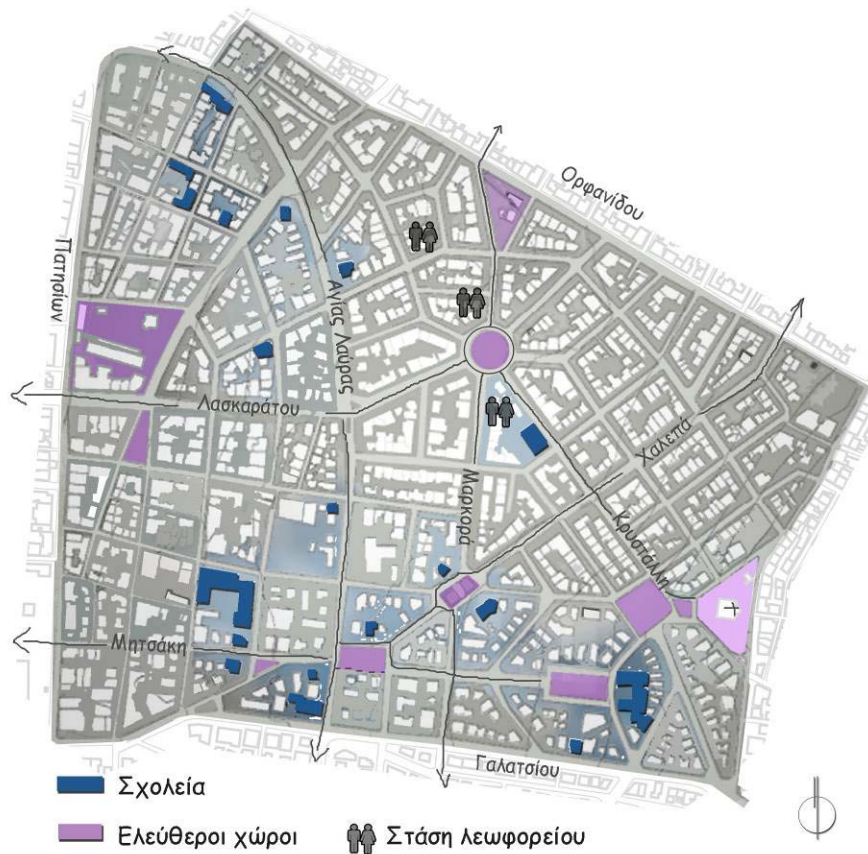 Ορφανίδου
Πατησίων
Αγίας Λαύρας
Λασκαράτου
Χαλεπά
Μαρκορά
Κρυστάλλη
Μητσάκη
Γαλατσίου
Σχολεία
Ελεύθεροι χώροι
Στάση λεωφορείου